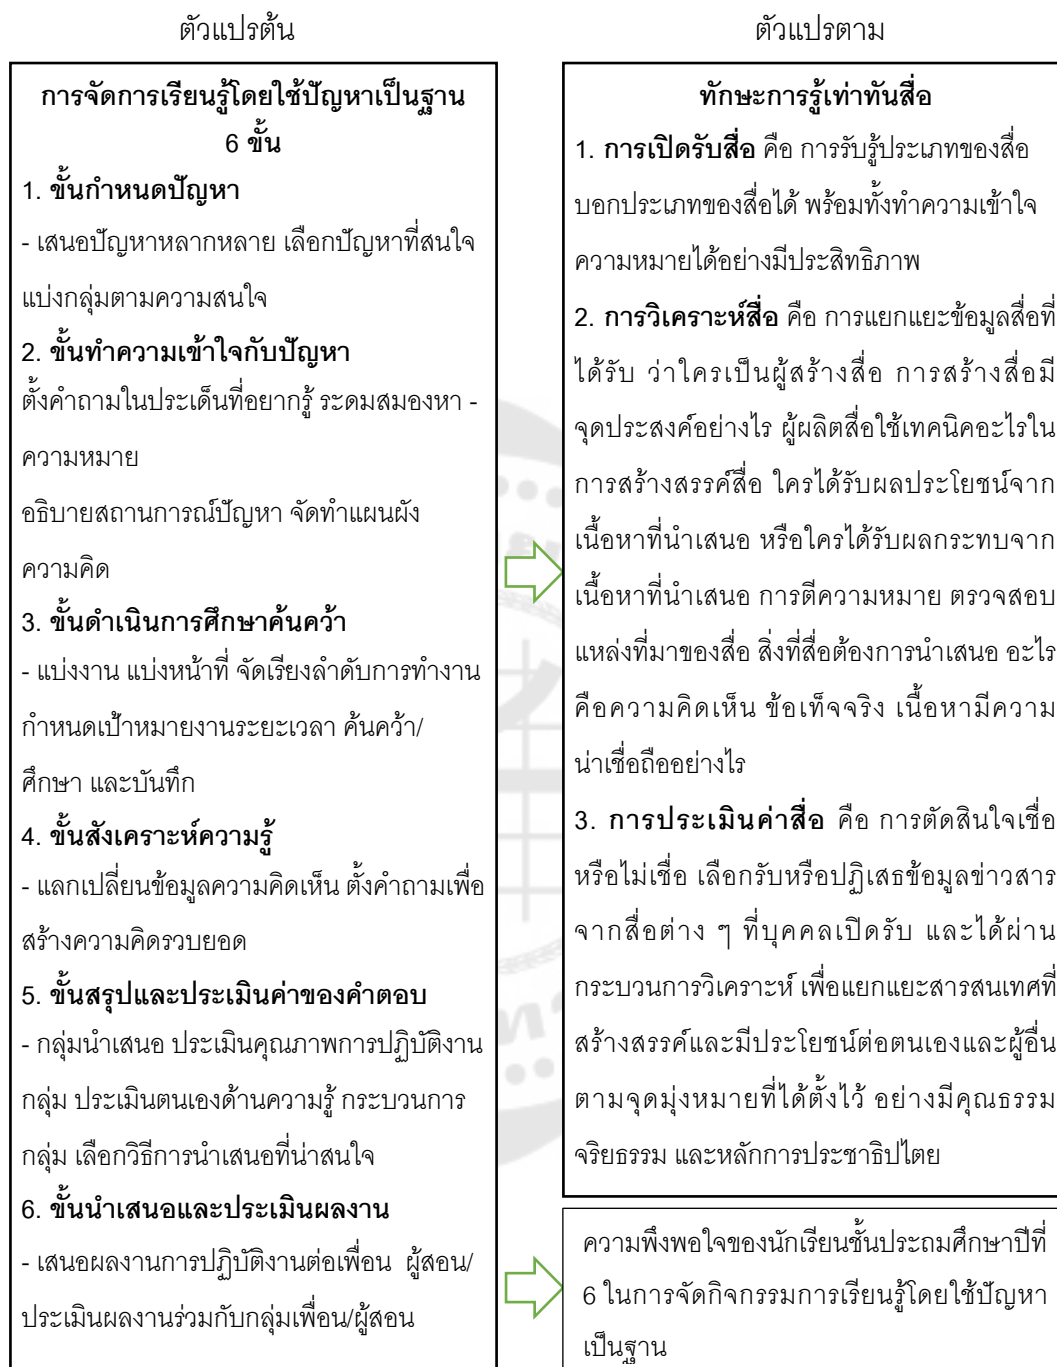 ตัวแปรต้น
การจัดการเรียนรู้โดยใช้ปัญหาเป็นฐาน
6 ขั้น
1. ขั้นกำหนดปัญหา
- เสนอปัญหาหลากหลาย เลือกปัญหาที่สนใจ
แบ่งกลุ่มตามความสนใจ
2. ขั้นทำความเข้าใจกับปัญหา
ตั้งคำถามในประเด็นที่อยากรู้ ระดมสมองหา -
ความหมาย
อธิบายสถานการณ์ปัญหา จัดทำแผนผัง
ความคิด
3. ขั้นดำเนินการศึกษาค้นคว้า
- แบ่งงาน แบ่งหน้าที่ จัดเรียงลำดับการทำงาน
กำหนดเป้าหมายงานระยะเวลา ค้นคว้า/
ศึกษา และบันทึก
4. ขั้นสังเคราะห์ความรู้
- แลกเปลี่ยนข้อมูลความคิดเห็น ตั้งคำถามเพื่อ
สร้างความคิดรวบยอด
5. ขั้นสรุปและประเมินค่าของคำตอบ
- กลุ่มนำเสนอ ประเมินคุณภาพการปฏิบัติงาน
กลุ่ม ประเมินตนเองด้านความรู้ กระบวนการ
กลุ่ม เลือกวิธีการนำเสนอที่น่าสนใจ
6. ขั้นนำเสนอและประเมินผลงาน
- เสนอผลงานการปฏิบัติงานต่อเพื่อน ผู้สอน/
ประเมินผลงานร่วมกับกลุ่มเพื่อน/ผู้สอน
ตัวแปรตาม
ทักษะการรู้เท่าทันสื่อ
1. การเปิดรับสื่อ คือ การรับรู้ประเภทของสื่อ
บอกประเภทของสื่อได้ พร้อมทั้งทำความเข้าใจ
ความหมายได้อย่างมีประสิทธิภาพ
2. การวิเคราะห์สื่อ คือ การแยกแยะข้อมูลสื่อที่
ได้รับ ว่าใครเป็นผู้สร้างสื่อ การสร้างสื่อมี
จุดประสงค์อย่างไร ผู้ผลิตสื่อใช้เทคนิคอะไรใน
การสร้างสรรค์สื่อ ใครได้รับผลประโยชน์จาก
เนื้อหาที่นำเสนอ หรือใครได้รับผลกระทบจาก
เนื้อหาที่นำเสนอ การตีความหมาย ตรวจสอบ
แหล่งที่มาของสื่อ สิ่งที่สื่อต้องการนำเสนอ อะไร
คือความคิดเห็น ข้อเท็จจริง เนื้อหามีความ
น่าเชื่อถืออย่างไร
3. การประเมินค่าสื่อ คือ การตัดสินใจเชื่อ
หรือไม่เชื่อ เลือกรับหรือปฏิเสธข้อมูลข่าวสาร
จากสื่อต่าง ๆ ที่บุคคลเปิดรับ และได้ผ่าน
กระบวนการวิเคราะห์ เพื่อแยกแยะสารสนเทศที่
สร้างสรรค์และมีประโยชน์ต่อตนเองและผู้อื่น
ตามจุดมุ่งหมายที่ได้ตั้งไว้ อย่างมีคุณธรรม
จริยธรรม และหลักการประชาธิปไตย
ความพึงพอใจของนักเรียนชั้นประถมศึกษาปีที่
6 ในการจัดกิจกรรมการเรียนรู้โดยใช้ปัญหา
เป็นฐาน